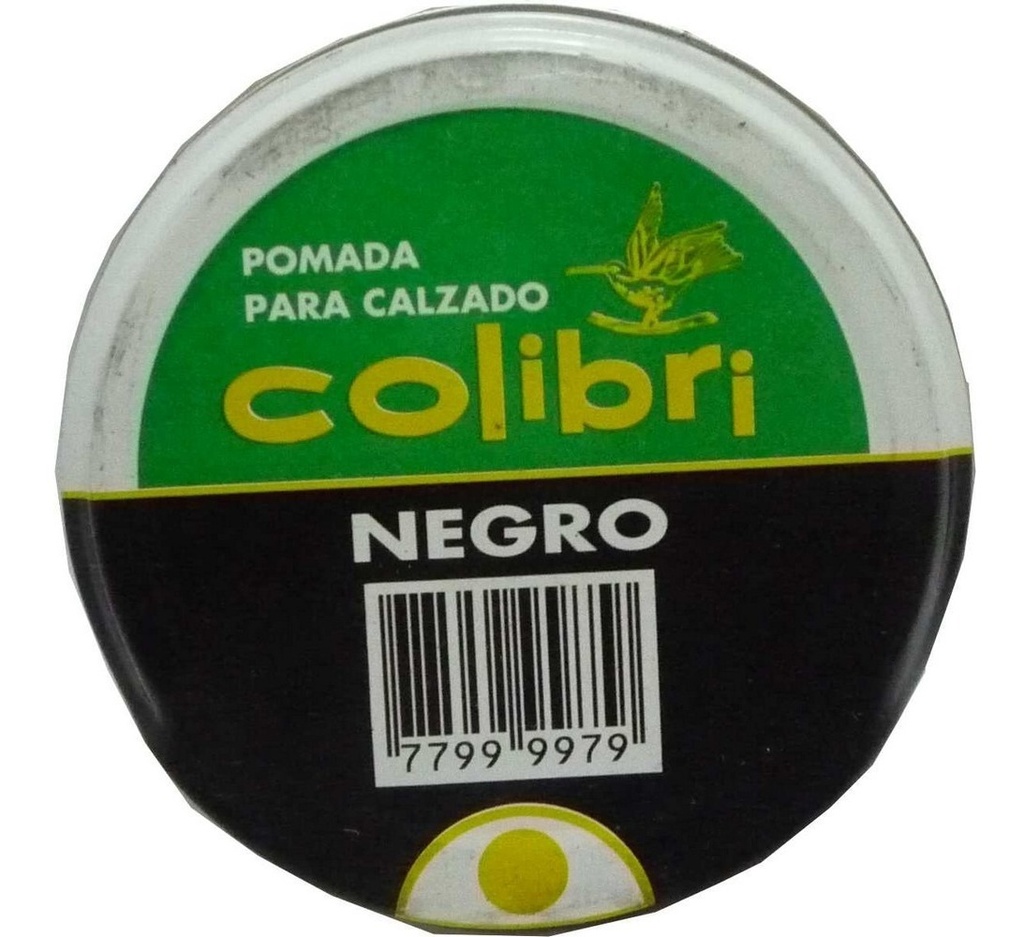 POMADA
PARA CALZADO
colibri
NEGRO
7799 9979